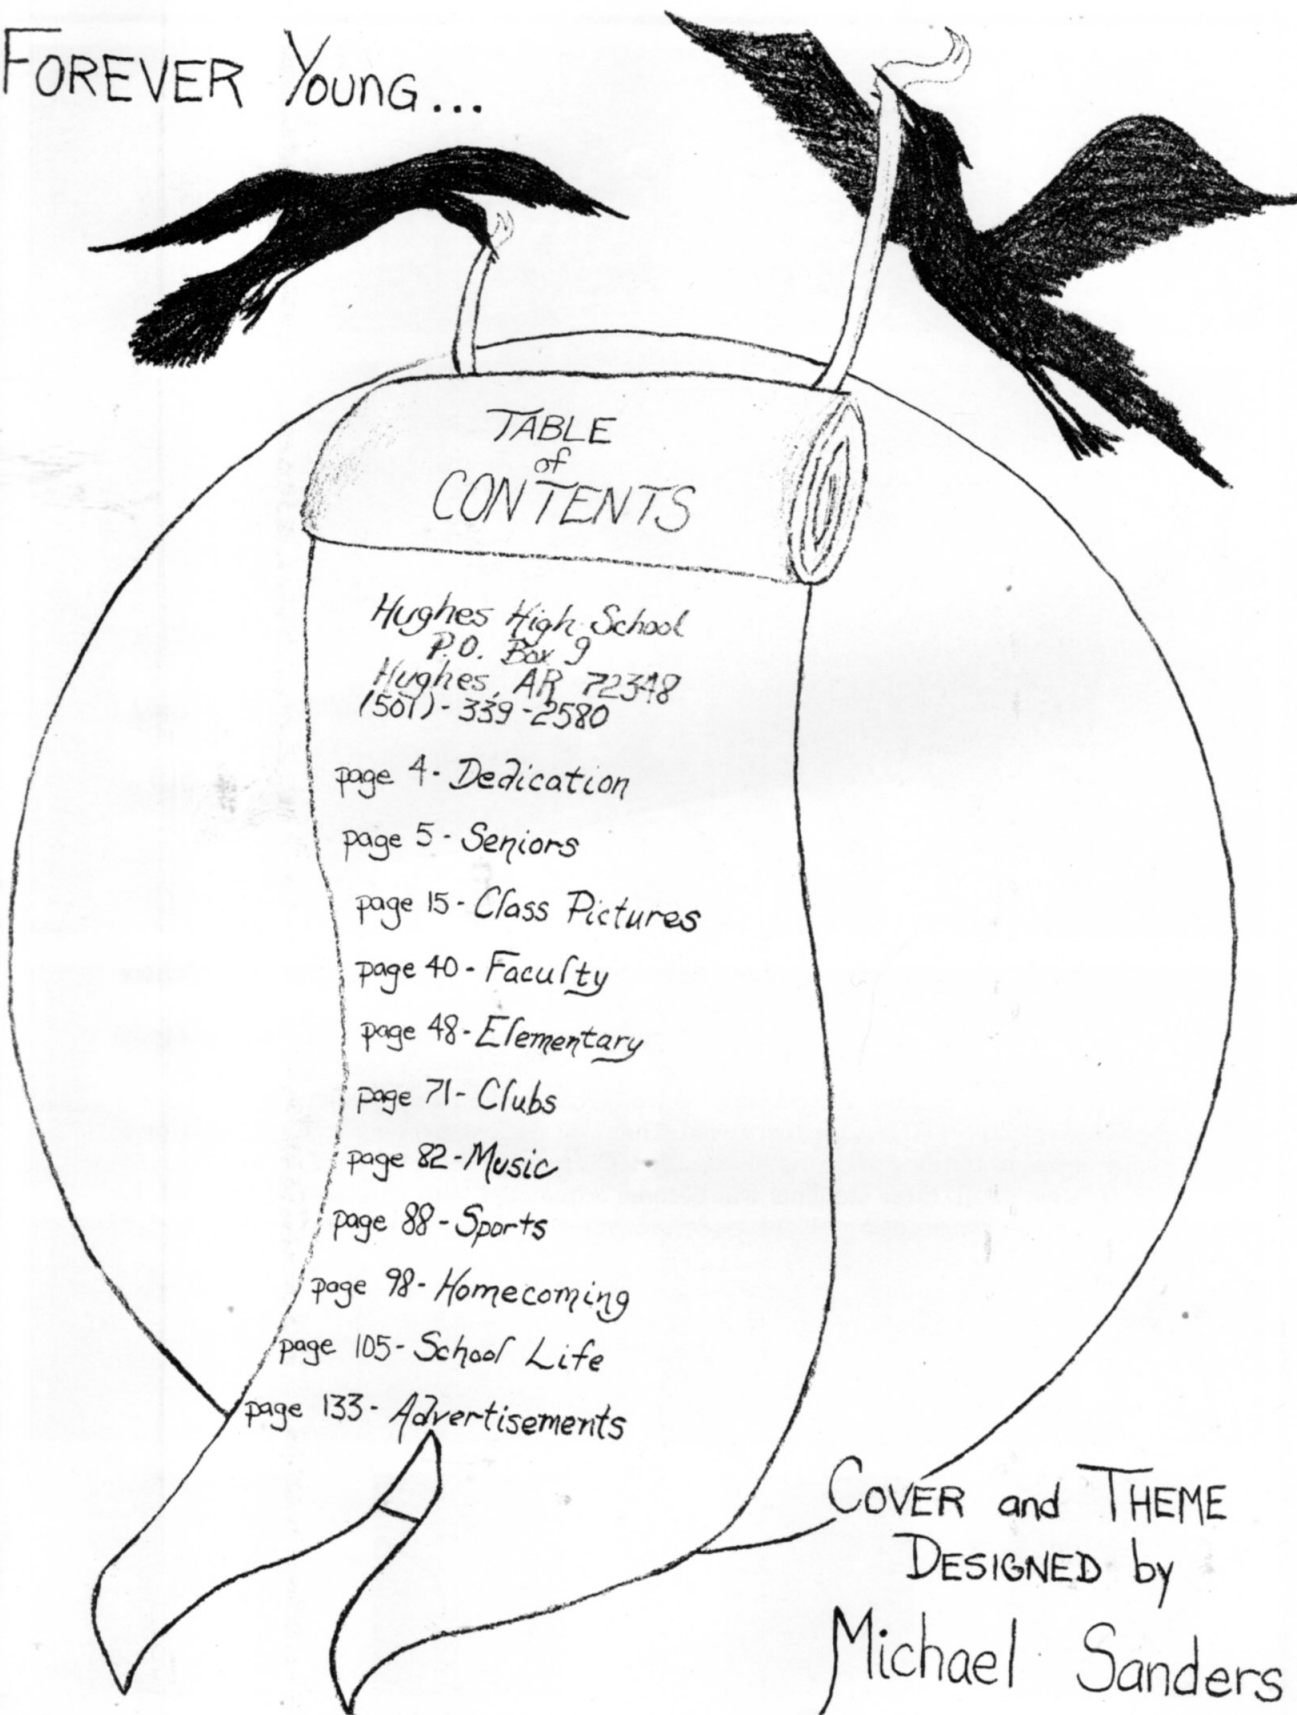 FOREVER YOUNG...
TABLE
of
CONTENTS
Hughes High School
P.O. Box 9
Hughes, AR 72348
(501)-339-2580
page 4- Dedication
page 5- Seniors
page 15- Class Pictures
page 40- Faculty
page 48- Elementary
page 71- Clubs
page 82- Music
page 88- Sports
page 98- Homecoming
page 105- School Life
page 133- Advertisements
COVER and THEME
DESIGNED by
Michael Sanders